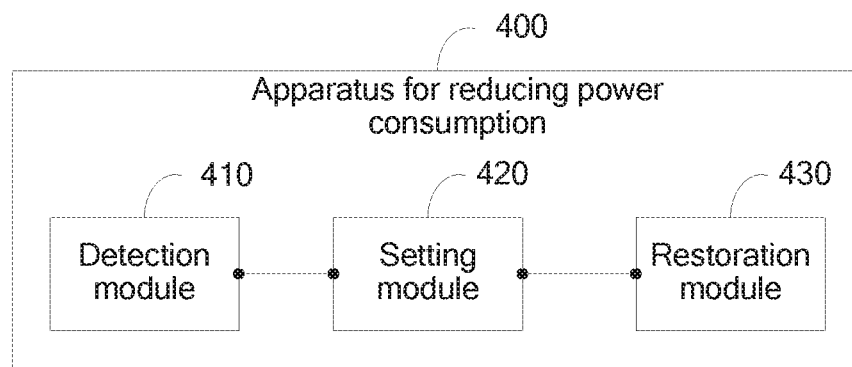 400
Apparatus for reducing power
consumption
410
420
430
Detection
module
Setting
module
Restoration
module